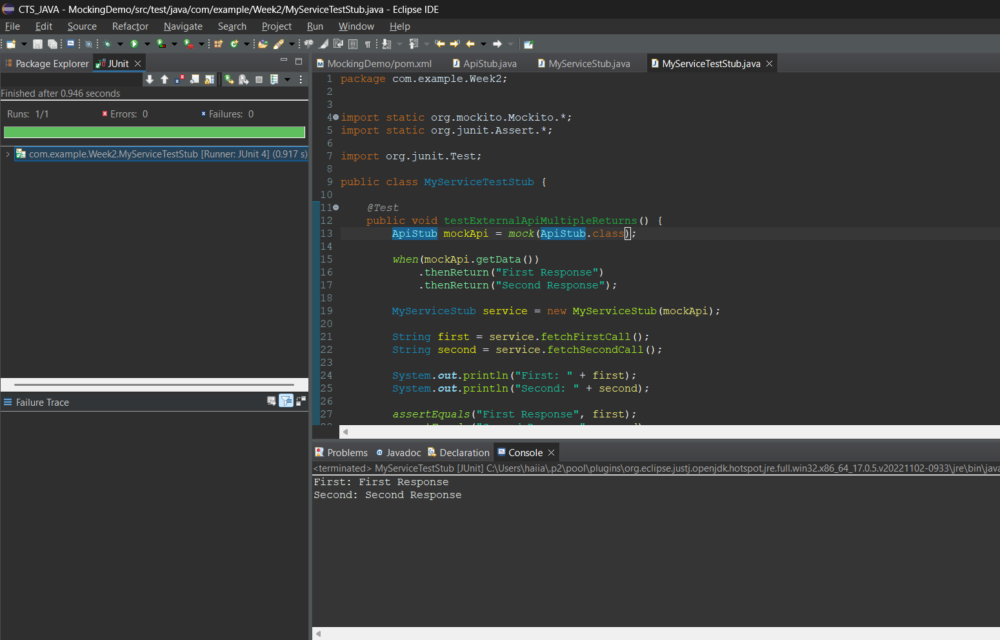 CTS_JAVA - MockingDemo/src/test/java/com/example/Week2/MyServiceTestStub.java - Eclipse IDE
File Edit Source Refactor Navigate Search Project Run Window Help
Package Explorer JUnit
Finished after 0.946 seconds
Runs: 1/1 Errors: 0 Failures: 0
com.example.Week2.MyServiceTestStub [Runner: JUnit 4] (0.917 s)
Failure Trace
MockingDemo/pom.xml ApiStub.java MyServiceStub.java MyServiceTestStub.java
1 package com.example.Week2;
2
3
4 import static org.mockito.Mockito.*;
5 import static org.junit.Assert.*;
6
7 import org.junit.Test;
8
9 public class MyServiceTestStub {
10
11 @Test
12 public void testExternalApiMultipleReturns() {
13 ApiStub mockApi = mock(ApiStub.class);
14
15 when(mockApi.getData())
16 .thenReturn("First Response")
17 .thenReturn("Second Response");
18
19 MyServiceStub service = new MyServiceStub(mockApi);
20
21 String first = service.fetchFirstCall();
22 String second = service.fetchSecondCall();
23
24 System.out.println("First: " + first);
25 System.out.println("Second: " + second);
26
27 assertEquals("First Response", first);
Problems Javadoc Declaration Console
<terminated> MyServiceTestStub [JUnit] C:\Users\haiia\.p2\pool\plugins\org.eclipse.justj.openjdk.hotspot.jre.full.win32.x86_64_17.0.5.v20221102-0933\jre\bin\java
First: First Response
Second: Second Response